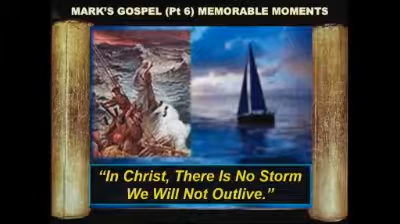 MARK'S GOSPEL (Pt 6) MEMORABLE MOMENTS
“In Christ, There Is No Storm
We Will Not Outlive.”